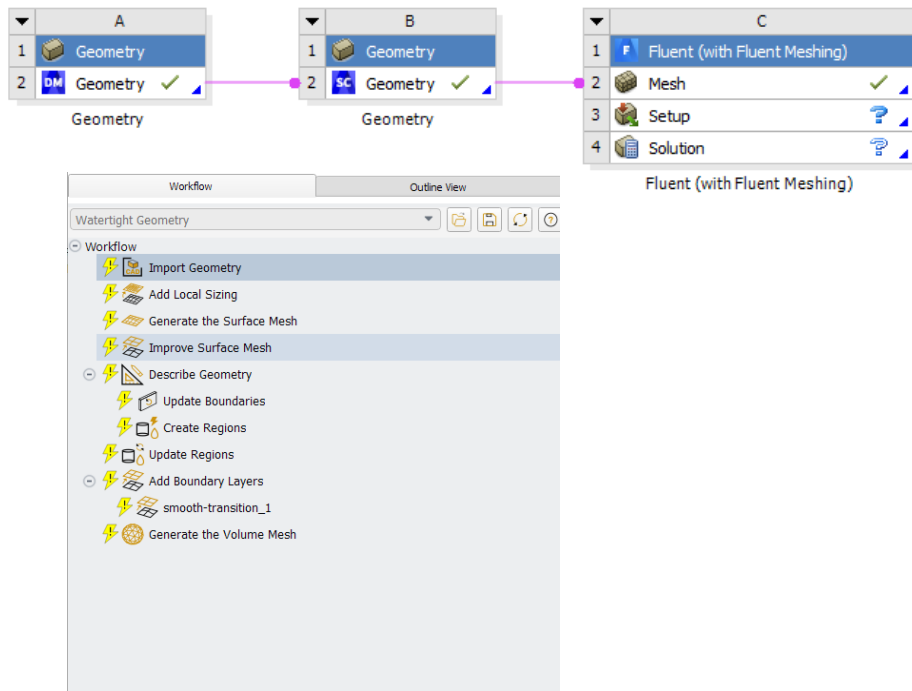 A
1 Geometry
2 DM Geometry
Geometry
B
1 Geometry
2 SC Geometry
Geometry
C
1 F Fluent (with Fluent Meshing)
2 Mesh
3 Setup ?
4 Solution ?
Fluent (with Fluent Meshing)
Workflow Outline View
Watertight Geometry ?
Workflow
CAD Import Geometry
Add Local Sizing
Generate the Surface Mesh
Improve Surface Mesh
Describe Geometry
Update Boundaries
Create Regions
Update Regions
Add Boundary Layers
smooth-transition_1
Generate the Volume Mesh